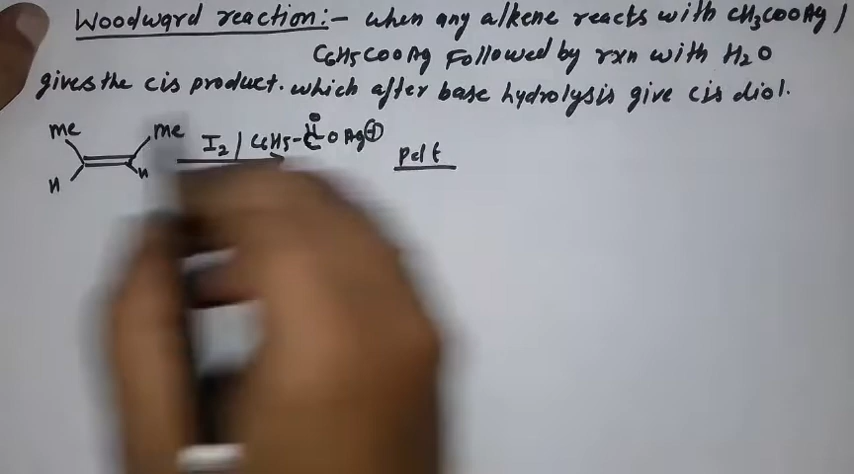 Woodward reaction:- when any alkene reacts with CH3COOAg /
C6H5COOAg Followed by rxn with H2O
gives the cis product. which after base hydrolysis give cis diol.
me me I2 / C6H5-C O Ag⊕ Pdt
O
H H